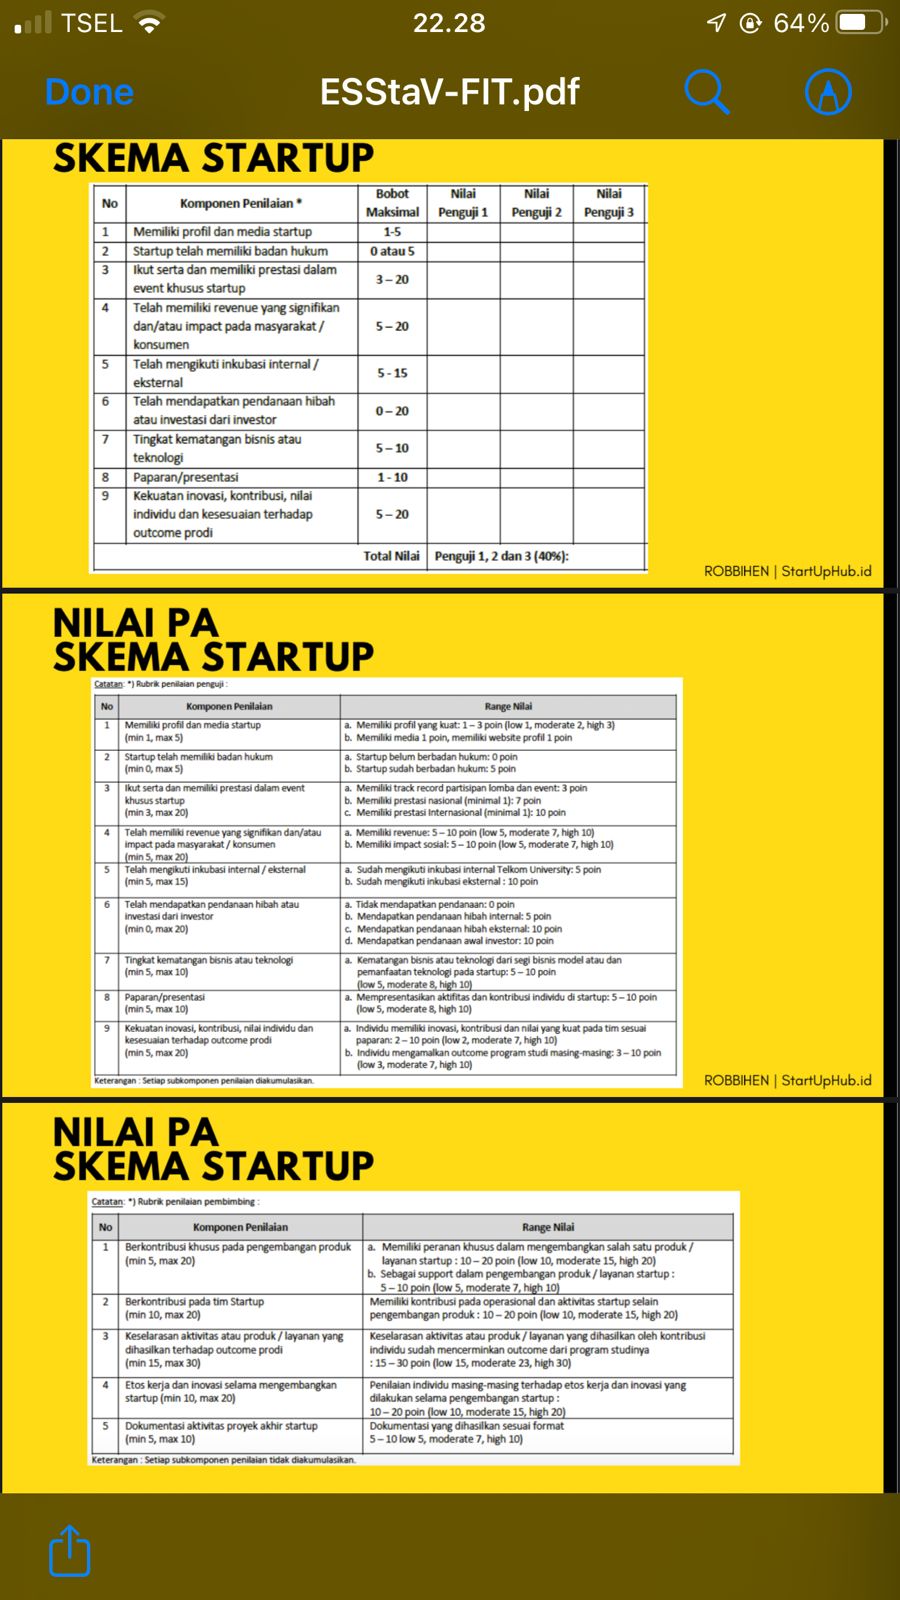 TSEL 22.28 64%
Done ESStaV-FIT.pdf
SKEMA STARTUP
No Komponen Penilaian * Bobot Maksimal Nilai Penguji 1 Nilai Penguji 2 Nilai Penguji 3
1 Memiliki profil dan media startup 1-5
2 Startup telah memiliki badan hukum 0 atau 5
3 Ikut serta dan memiliki prestasi dalam
event khusus startup 3 – 20
4 Telah memiliki revenue yang signifikan
dan/atau impact pada masyarakat / 5 – 20
konsumen
5 Telah mengikuti inkubasi internal /
eksternal 5 - 15
6 Telah mendapatkan pendanaan hibah
atau investasi dari investor 0 – 20
7 Tingkat kematangan bisnis atau
teknologi 5 – 10
8 Paparan/presentasi 1 - 10
9 Kekuatan inovasi, kontribusi, nilai
individu dan kesesuaian terhadap 5 – 20
outcome prodi
Total Nilai Penguji 1, 2 dan 3 (40%):
ROBBIHEN | StartUpHub.id
NILAI PA
SKEMA STARTUP
Catatan: *) Rubrik penilaian penguji :
No Komponen Penilaian Range Nilai
1 Memiliki profil dan media startup
(min 1, max 5)
a. Memiliki profil yang kuat: 1 – 3 poin (low 1, moderate 2, high 3)
b. Memiliki media 1 poin, memiliki website profil 1 poin
2 Startup telah memiliki badan hukum
(min 0, max 5)
a. Startup belum berbadan hukum: 0 poin
b. Startup sudah berbadan hukum: 5 poin
3 Ikut serta dan memiliki prestasi dalam event
khusus startup
(min 3, max 20)
a. Memiliki track record partisipan lomba dan event: 3 poin
b. Memiliki prestasi nasional (minimal 1): 7 poin
c. Memiliki prestasi Internasional (minimal 1): 10 poin
4 Telah memiliki revenue yang signifikan dan/atau
impact pada masyarakat / konsumen
(min 5, max 20)
a. Memiliki revenue: 5 – 10 poin (low 5, moderate 7, high 10)
b. Memiliki impact sosial: 5 – 10 poin (low 5, moderate 7, high 10)
5 Telah mengikuti inkubasi internal / eksternal
(min 5, max 15)
a. Sudah mengikuti inkubasi internal Telkom University: 5 poin
b. Sudah mengikuti inkubasi eksternal : 10 poin
6 Telah mendapatkan pendanaan hibah atau
investasi dari investor
(min 0, max 20)
a. Tidak mendapatkan pendanaan: 0 poin
b. Mendapatkan pendanaan hibah internal: 5 poin
c. Mendapatkan pendanaan hibah eksternal: 10 poin
d. Mendapatkan pendanaan awal investor: 10 poin
7 Tingkat kematangan bisnis atau teknologi
(min 5, max 10)
a. Kematangan bisnis atau teknologi dari segi bisnis model atau dan
pemanfaatan teknologi pada startup: 5 – 10 poin
(low 5, moderate 8, high 10)
8 Paparan/presentasi
(min 5, max 10)
a. Mempresentasikan aktifitas dan kontribusi individu di startup: 5 – 10 poin
(low 5, moderate 8, high 10)
9 Kekuatan inovasi, kontribusi, nilai individu dan
kesesuaian terhadap outcome prodi
(min 5, max 20)
a. Individu memiliki inovasi, kontribusi dan nilai yang kuat pada tim sesuai
paparan: 2 – 10 poin (low 2, moderate 7, high 10)
b. Individu mengamalkan outcome program studi masing-masing: 3 – 10 poin
(low 3, moderate 7, high 10)
Keterangan : Setiap subkomponen penilaian diakumulasikan.
ROBBIHEN | StartUpHub.id
NILAI PA
SKEMA STARTUP
Catatan: *) Rubrik penilaian pembimbing :
No Komponen Penilaian Range Nilai
1 Berkontribusi khusus pada pengembangan produk
(min 5, max 20)
a. Memiliki peranan khusus dalam mengembangkan salah satu produk /
layanan startup : 10 – 20 poin (low 10, moderate 15, high 20)
b. Sebagai support dalam pengembangan produk / layanan startup :
5 – 10 poin (low 5, moderate 7, high 10)
2 Berkontribusi pada tim Startup
(min 10, max 20)
Memiliki kontribusi pada operasional dan aktivitas startup selain
pengembangan produk : 10 – 20 poin (low 10, moderate 15, high 20)
3 Keselarasan aktivitas atau produk / layanan yang
dihasilkan terhadap outcome prodi
(min 15, max 30)
Keselarasan aktivitas atau produk / layanan yang dihasilkan oleh kontribusi
individu sudah mencerminkan outcome dari program studinya
: 15 – 30 poin (low 15, moderate 23, high 30)
4 Etos kerja dan inovasi selama mengembangkan
startup (min 10, max 20)
Penilaian individu masing-masing terhadap etos kerja dan inovasi yang
dilakukan selama pengembangan startup :
10 – 20 poin (low 10, moderate 15, high 20)
5 Dokumentasi aktivitas proyek akhir startup
(min 5, max 10)
Dokumentasi yang dihasilkan sesuai format
5 – 10 low 5, moderate 7, high 10)
Keterangan : Setiap subkomponen penilaian tidak diakumulasikan.